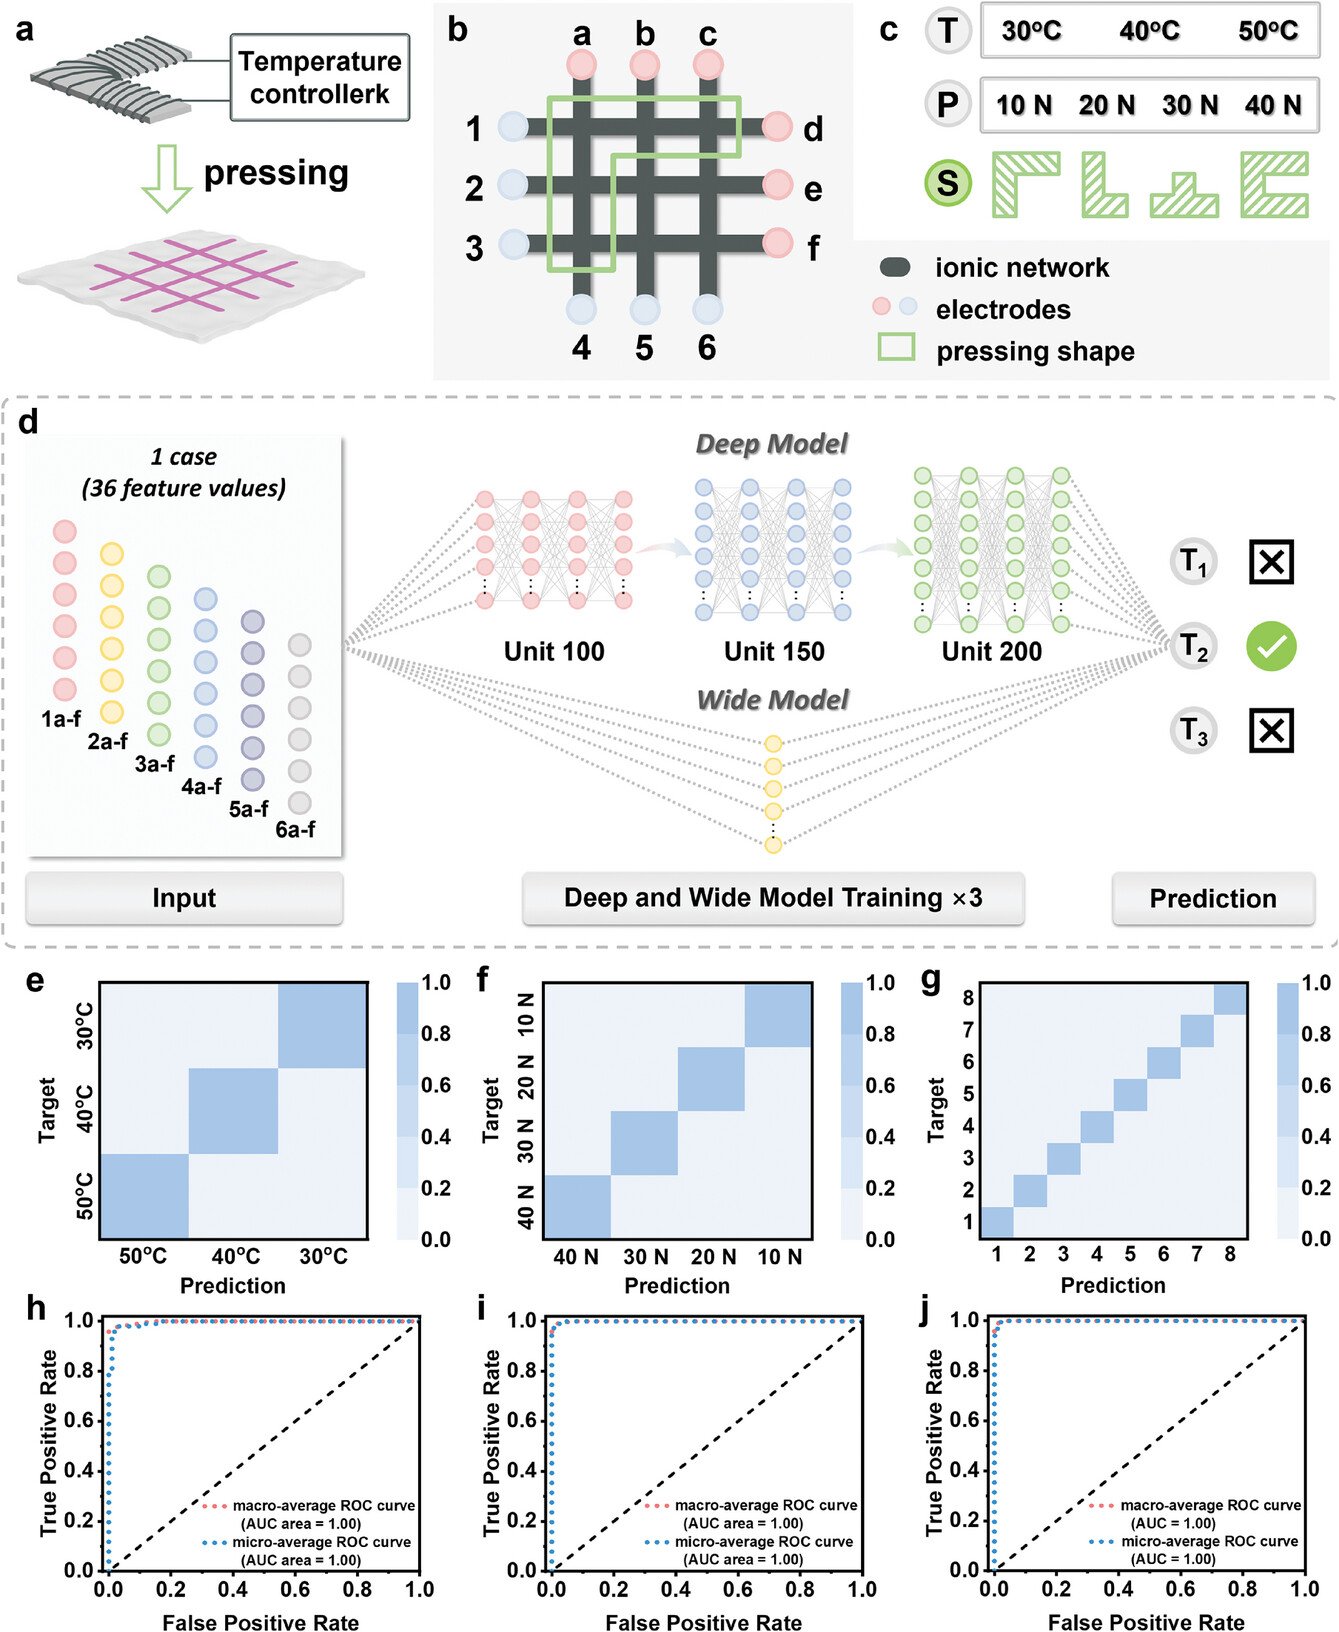 a
Temperature
controllerk
pressing
b
a b c
1 d
2 e
3 f
4 5 6
c
T 30°C 40°C 50°C
P 10 N 20 N 30 N 40 N
S
ionic network
electrodes
pressing shape
d
1 case
(36 feature values)
1a-f
2a-f
3a-f
4a-f
5a-f
6a-f
Deep Model
Unit 100 Unit 150 Unit 200
Wide Model
T1
T2
T3
Input
Deep and Wide Model Training ×3
Prediction
e
Target
30°C
40°C
50°C
50°C 40°C 30°C
Prediction
1.0
0.8
0.6
0.4
0.2
0.0
f
Target
10 N
20 N
30 N
40 N
40 N 30 N 20 N 10 N
Prediction
1.0
0.8
0.6
0.4
0.2
0.0
g
Target
8
7
6
5
4
3
2
1
1 2 3 4 5 6 7 8
Prediction
1.0
0.8
0.6
0.4
0.2
0.0
h
True Positive Rate
1.0
0.8
0.6
0.4
0.2
0.0
macro-average ROC curve
(AUC area = 1.00)
micro-average ROC curve
(AUC area = 1.00)
0.0 0.2 0.4 0.6 0.8 1.0
False Positive Rate
i
True Positive Rate
1.0
0.8
0.6
0.4
0.2
0.0
macro-average ROC curve
(AUC area = 1.00)
micro-average ROC curve
(AUC area = 1.00)
0.0 0.2 0.4 0.6 0.8 1.0
False Positive Rate
j
True Positive Rate
1.0
0.8
0.6
0.4
0.2
0.0
macro-average ROC curve
(AUC area = 1.00)
micro-average ROC curve
(AUC area = 1.00)
0.0 0.2 0.4 0.6 0.8 1.0
False Positive Rate